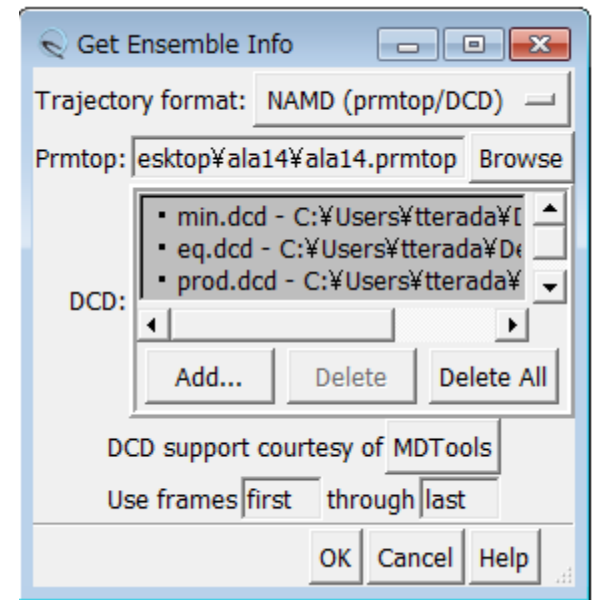 Get Ensemble Info
Trajectory format: NAMD (prmtop/DCD)
Prmtop: esktop¥ala14¥ala14.prmtop Browse
▪ min.dcd - C:¥Users¥tterada¥D
▪ eq.dcd - C:¥Users¥tterada¥De
▪ prod.dcd - C:¥Users¥tterada¥
DCD:
Add... Delete Delete All
DCD support courtesy of MDTools
Use frames first through last
OK Cancel Help